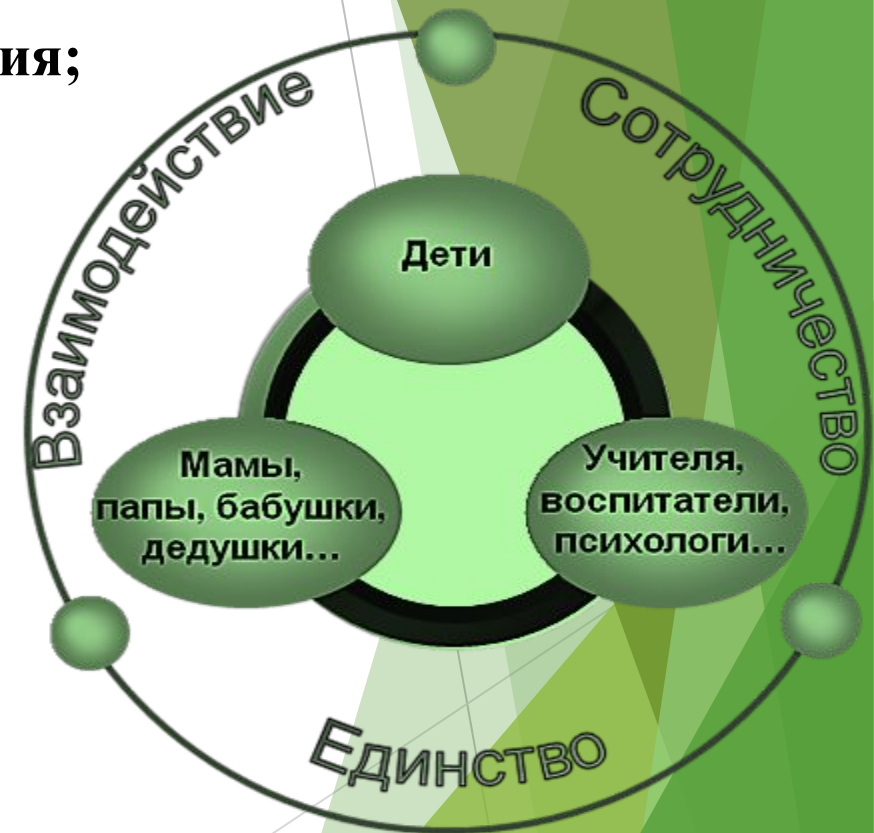 ия;
Взаимодействие
Сотрудничество
Дети
Мамы,
папы, бабушки,
дедушки...
Учителя,
воспитатели,
психологи...
Единство